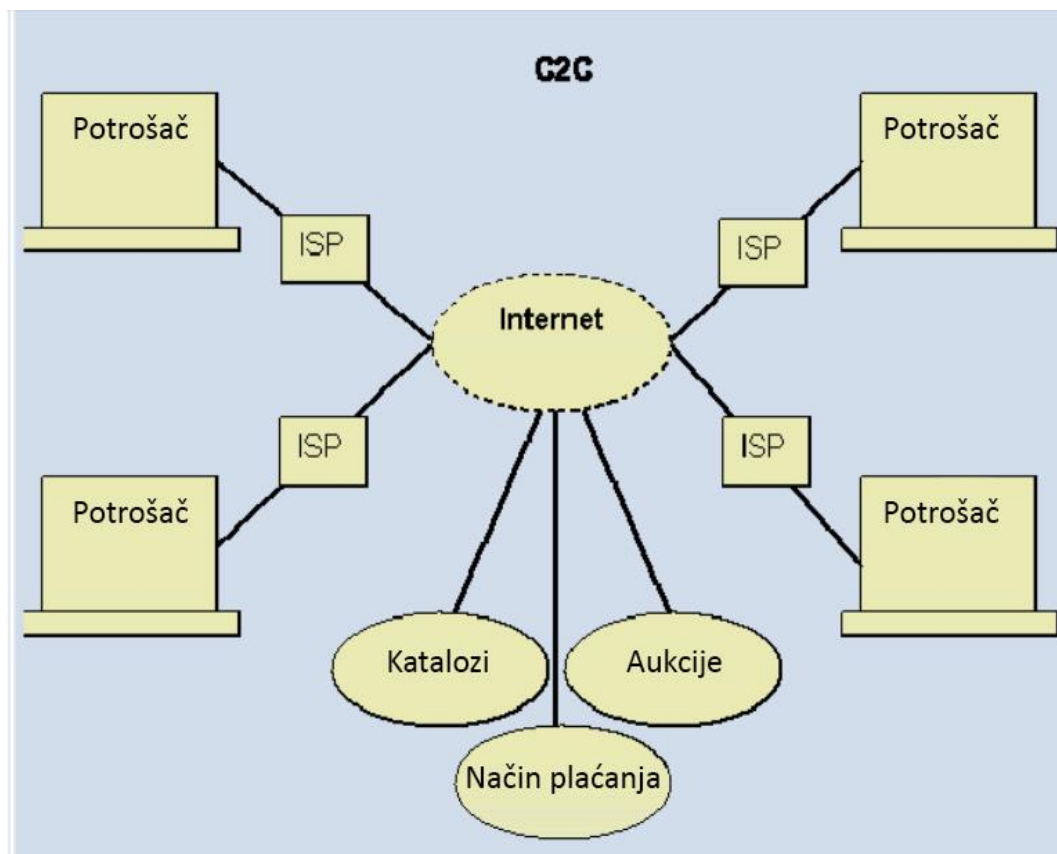 C2C
Potrošač
Potrošač
ISP
ISP
Internet
ISP
ISP
Potrošač
Potrošač
Katalozi
Aukcije
Način plaćanja